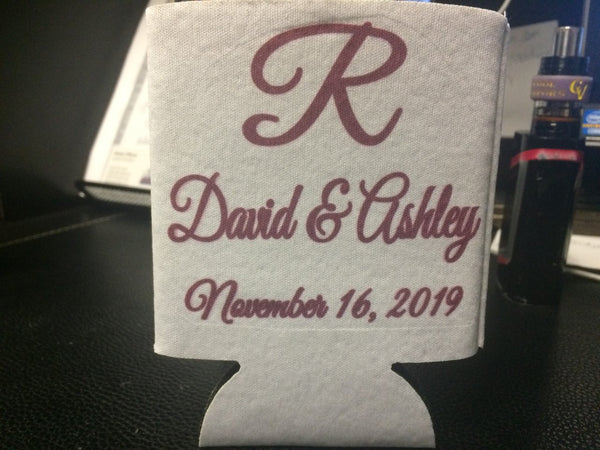 R
David & Ashley
November 16, 2019